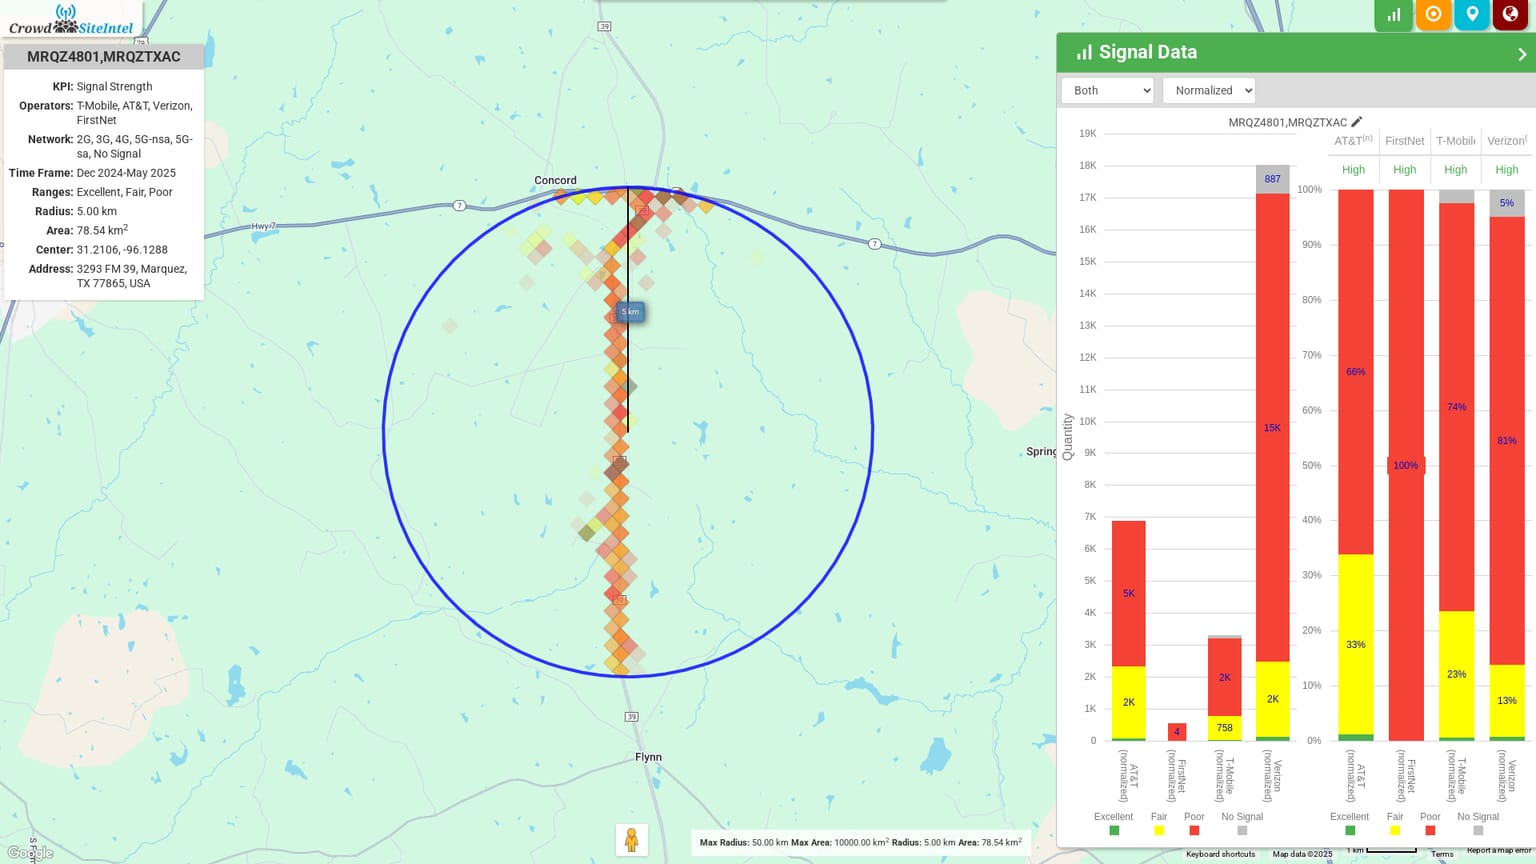 Crowd SiteIntel
MRQZ4801,MRQZTXAC
KPI: Signal Strength
Operators: T-Mobile, AT&T, Verizon,
FirstNet
Network: 2G, 3G, 4G, 5G-nsa, 5G-
sa, No Signal
Time Frame: Dec 2024-May 2025
Ranges: Excellent, Fair, Poor
Radius: 5.00 km
Area: 78.54 km²
Center: 31.2106, -96.1288
Address: 3293 FM 39, Marquez,
TX 77865, USA
79
39
Concord
7
Hwy 7
7
5 km
Spring
39
Flynn
Google
Max Radius: 50.00 km Max Area: 10000.00 km² Radius: 5.00 km Area: 78.54 km²
Keyboard shortcuts
Map data ©2025
1 km
Terms
Report a map error
Signal Data
Both
Normalized
MRQZ4801,MRQZTXAC
AT&T(n)
FirstNet
T-Mobile
Verizon(
High
High
High
High
Quantity
19K
18K
17K
16K
15K
14K
13K
12K
11K
10K
9K
8K
7K
6K
5K
4K
3K
2K
1K
0
5K
2K
4
2K
758
887
15K
2K
AT&T
(normalized)
FirstNet
(normalized)
T-Mobile
(normalized)
Verizon
(normalized)
Excellent
Fair
Poor
No Signal
100%
90%
80%
70%
60%
50%
40%
30%
20%
10%
0%
66%
33%
100%
74%
23%
5%
81%
13%
AT&T
(normalized)
FirstNet
(normalized)
T-Mobile
(normalized)
Verizon
(normalized)
Excellent
Fair
Poor
No Signal